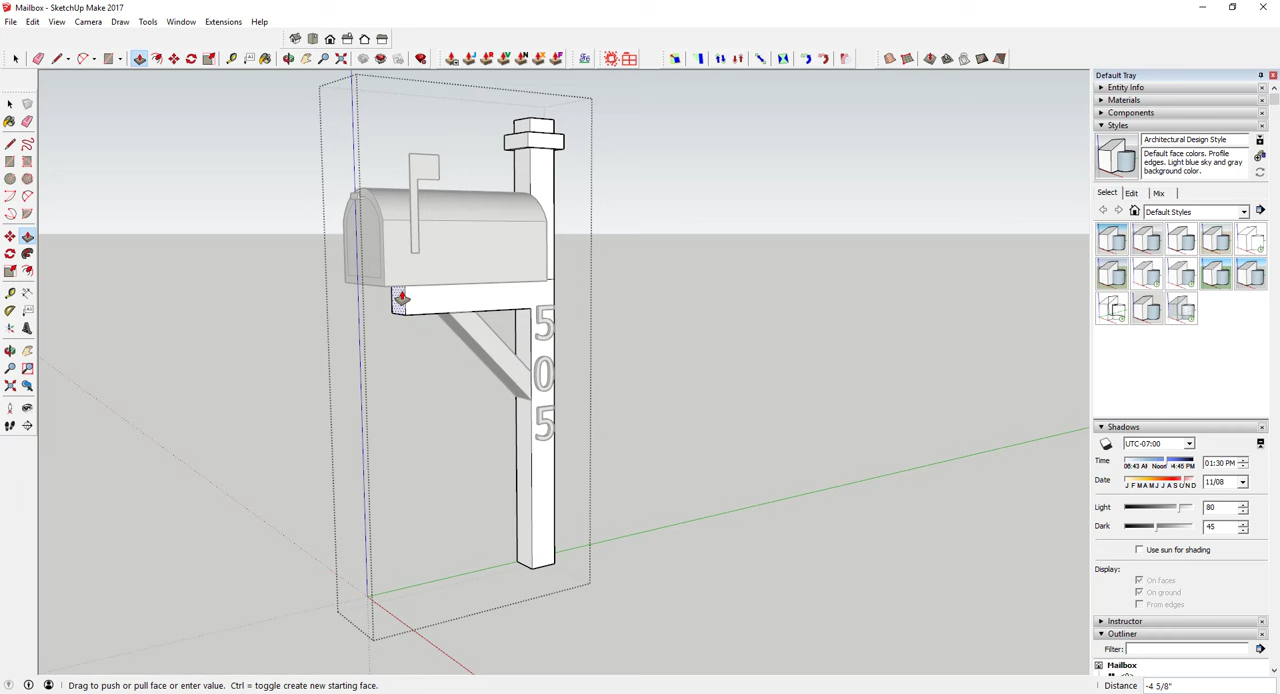 Mailbox - SketchUp Make 2017
File Edit View Camera Draw Tools Window Extensions Help
Default Tray
Entity Info
Materials
Components
Styles
Architectural Design Style
Default face colors. Profile
edges. Light blue sky and gray
background color.
Select Edit Mix
Default Styles
505
Shadows
UTC-07:00
Time 06:43 AM Noon 4:45 PM 01:30 PM
Date J F M A M J J A S O N D 11/08
Light 80
Dark 45
Use sun for shading
Display:
On faces
On ground
From edges
Instructor
Outliner
Filter:
Mailbox
Drag to push or pull face or enter value. Ctrl = toggle create new starting face.
Distance -4 5/8"